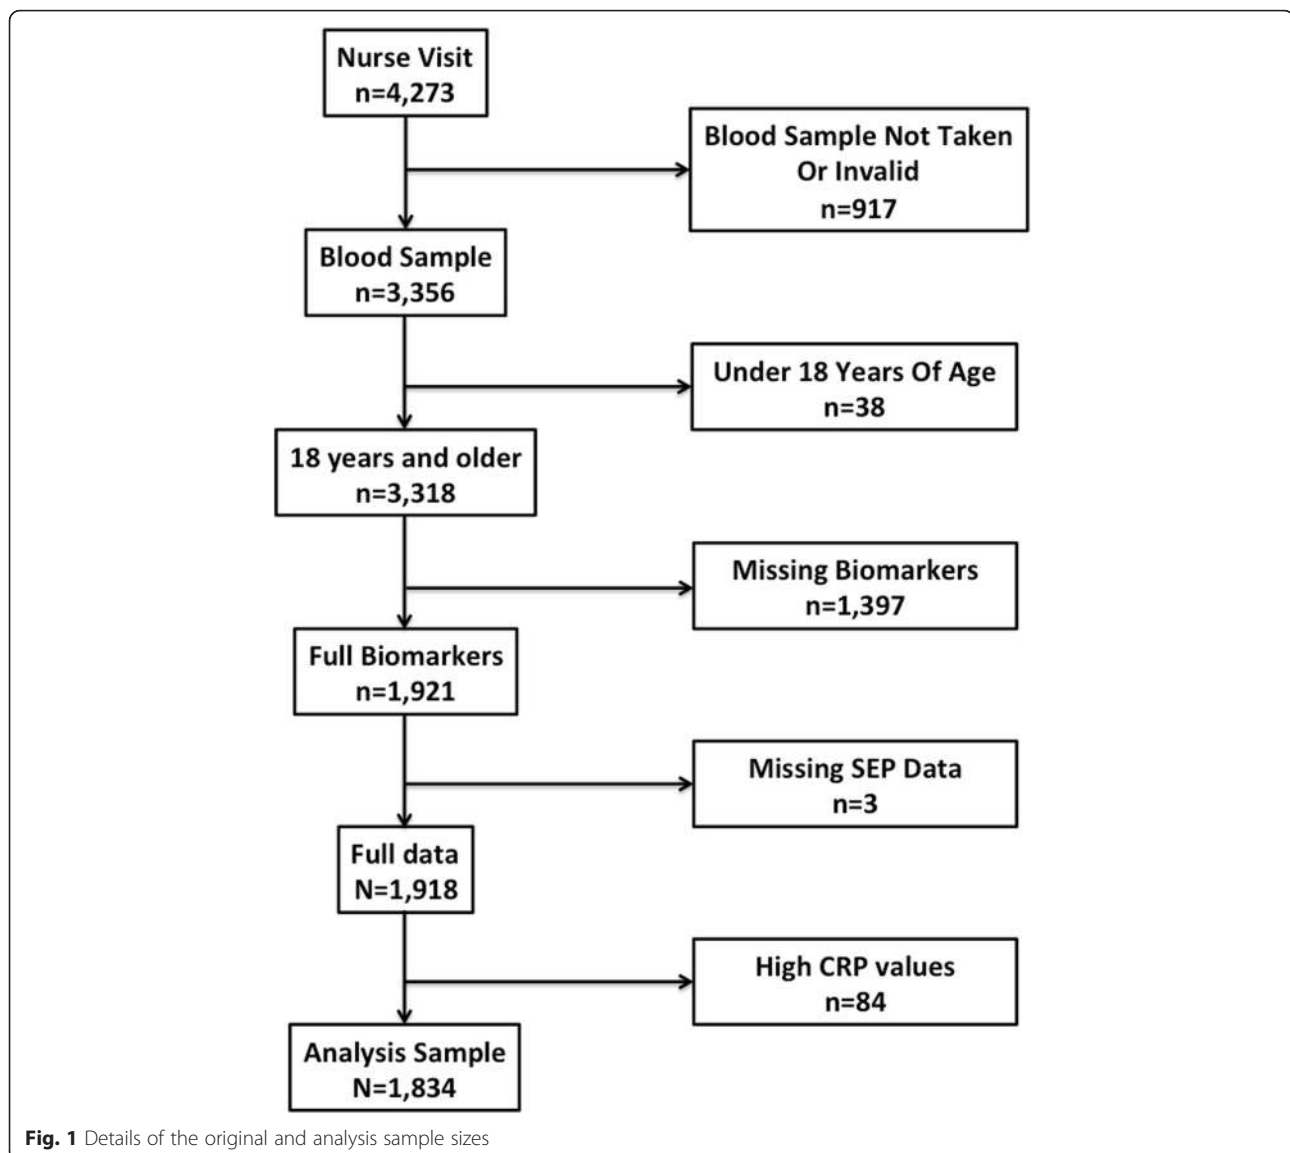 Nurse Visit
n=4,273
Blood Sample Not Taken
Or Invalid
n=917
Blood Sample
n=3,356
Under 18 Years Of Age
n=38
18 years and older
n=3,318
Missing Biomarkers
n=1,397
Full Biomarkers
n=1,921
Missing SEP Data
n=3
Full data
N=1,918
High CRP values
n=84
Analysis Sample
N=1,834
Fig. 1 Details of the original and analysis sample sizes